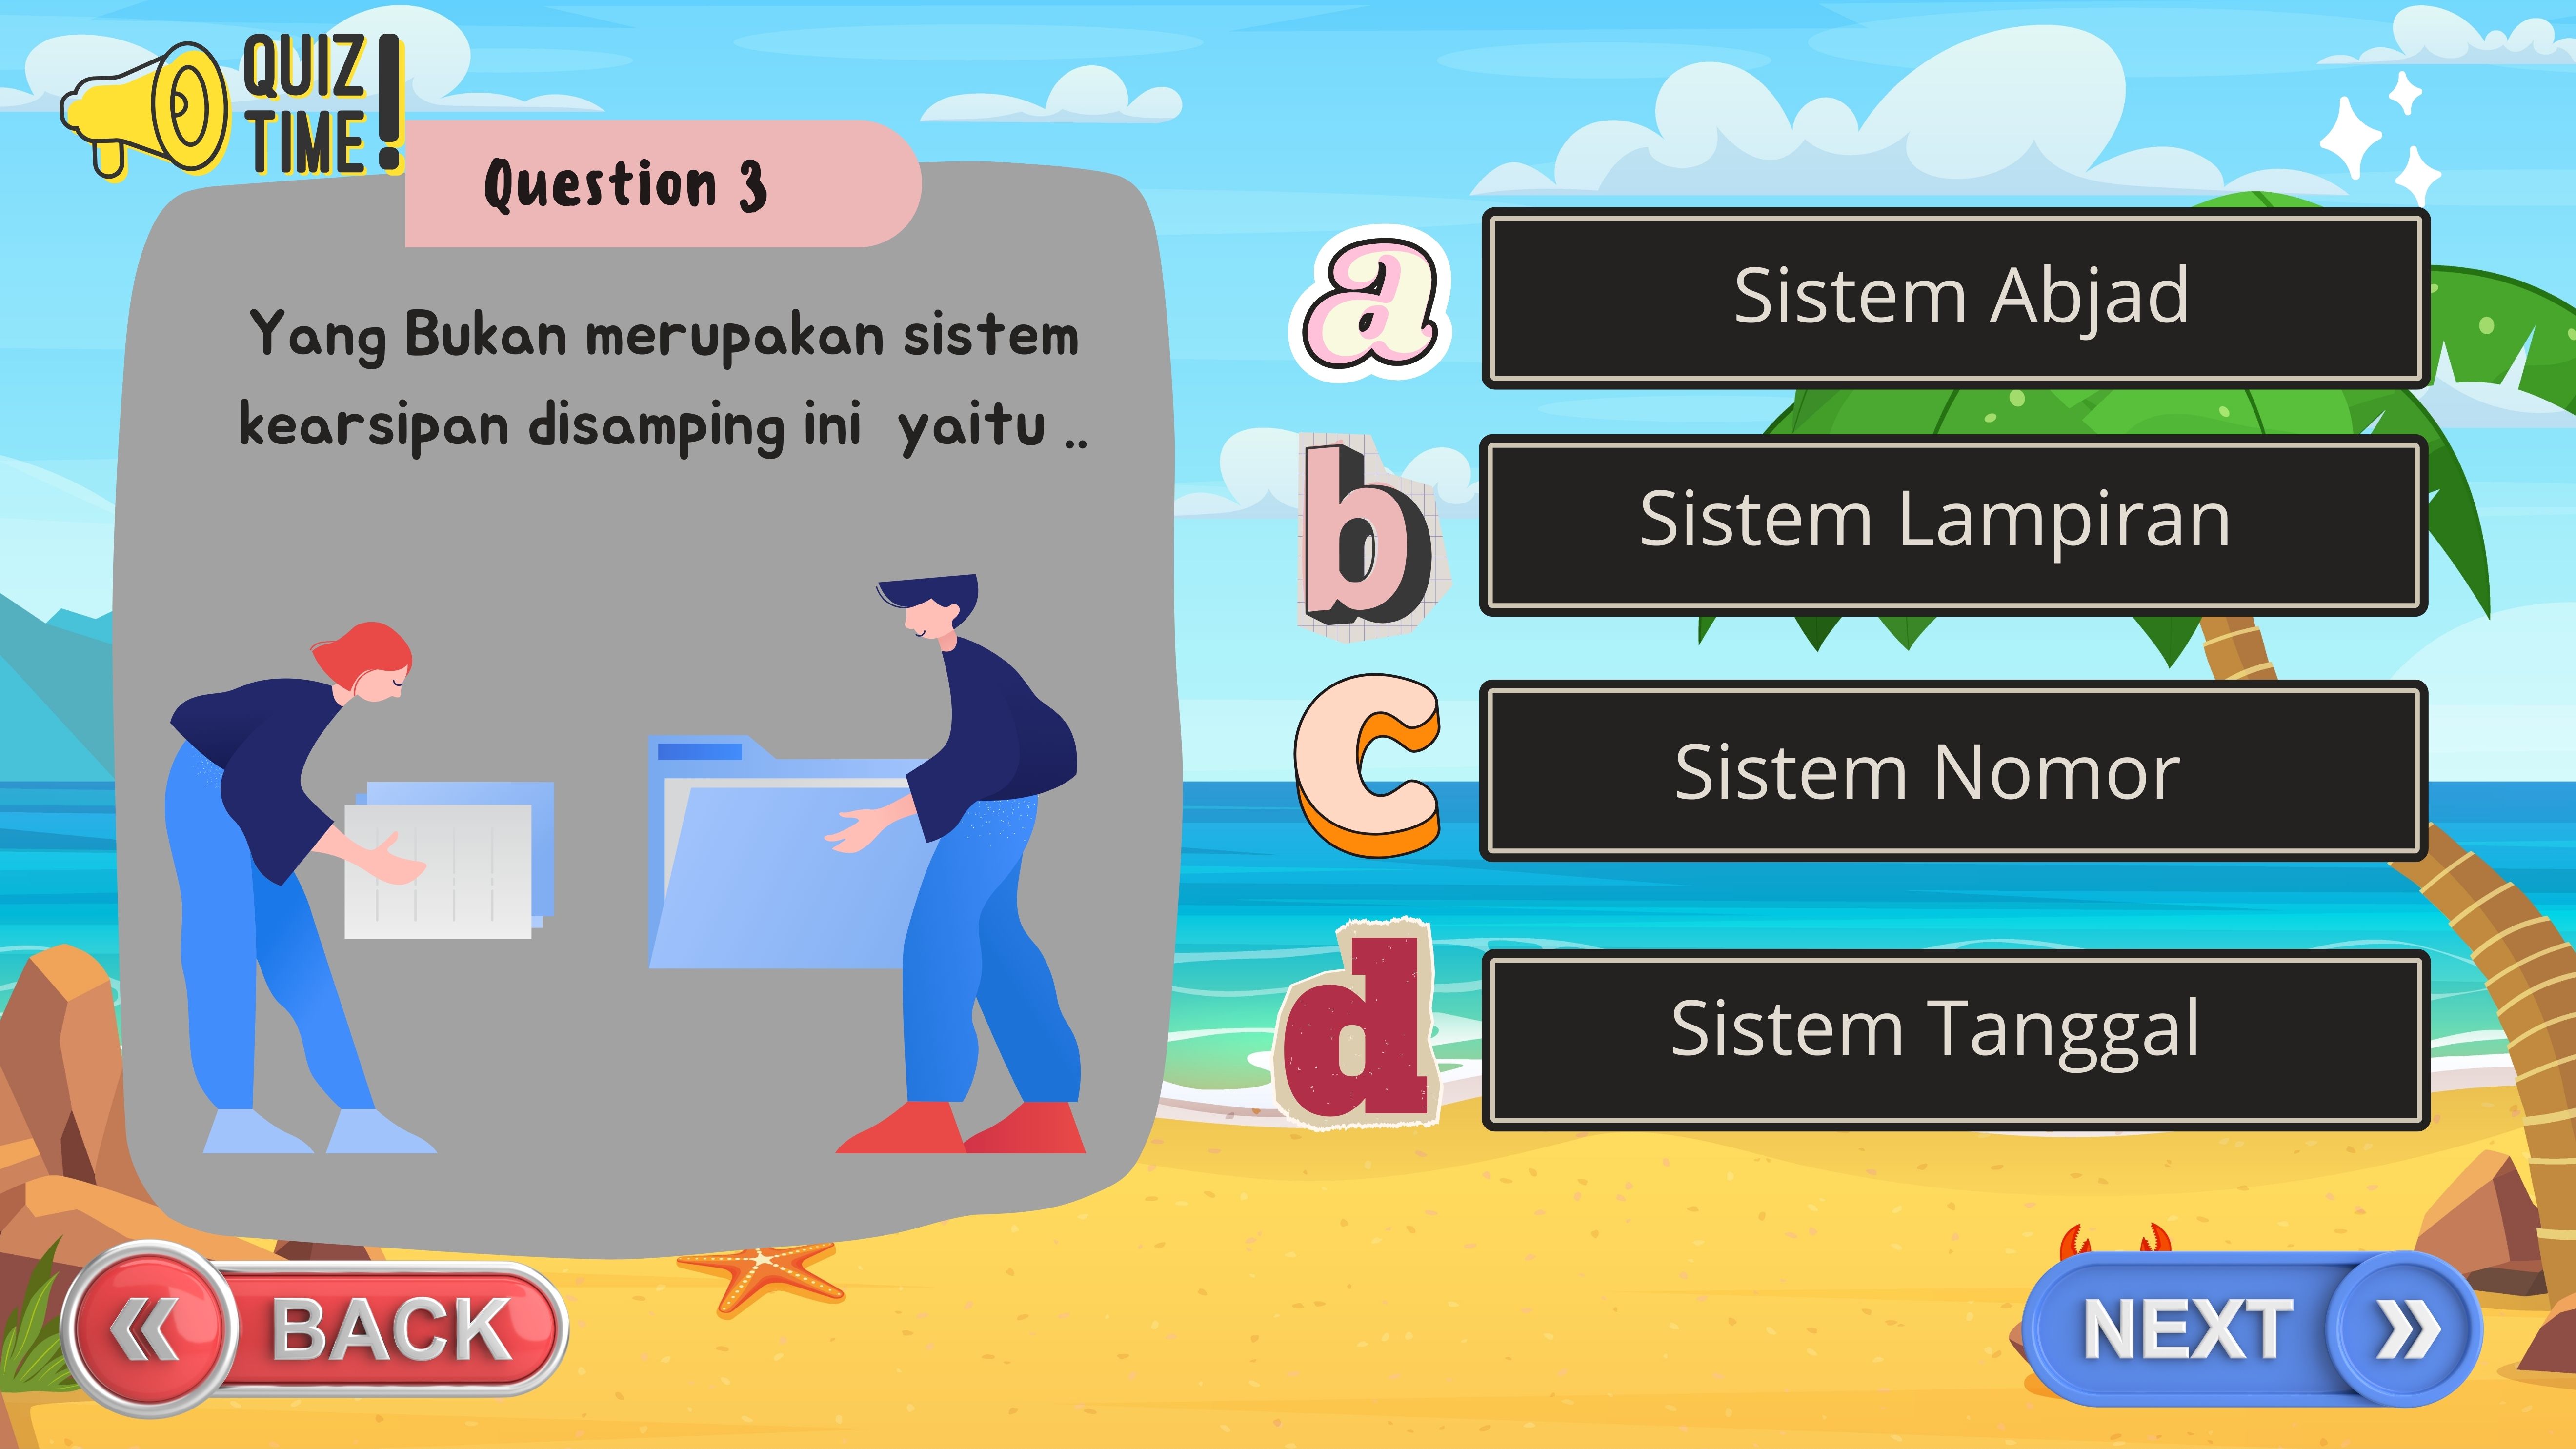 QUIZ
TIME!
Question 3
Yang Bukan merupakan sistem
kearsipan disamping ini yaitu ..
a
Sistem Abjad
b
Sistem Lampiran
c
Sistem Nomor
d
Sistem Tanggal
BACK
NEXT